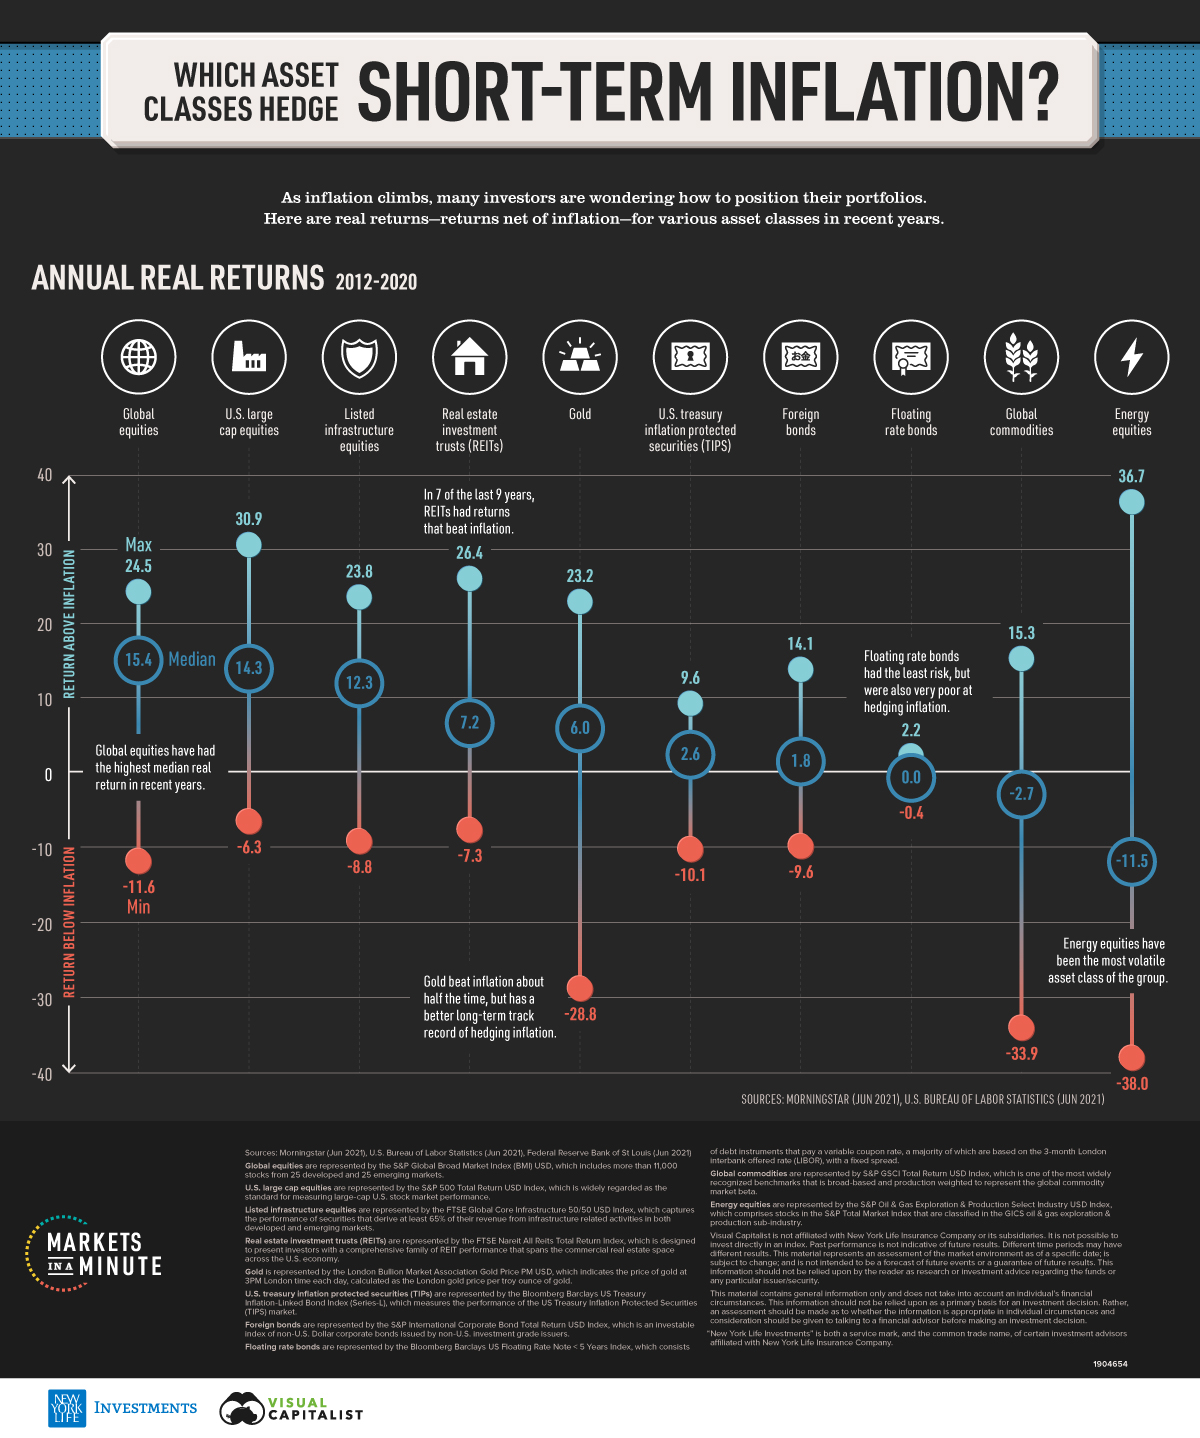 WHICH ASSET
CLASSES HEDGE
SHORT-TERM INFLATION?
As inflation climbs, many investors are wondering how to position their portfolios.
Here are real returns—returns net of inflation—for various asset classes in recent years.
ANNUAL REAL RETURNS 2012-2020
お金
Global
equities
U.S. large
cap equities
Listed
infrastructure
equities
Real estate
investment
trusts (REITs)
Gold
U.S. treasury
inflation protected
securities (TIPS)
Foreign
bonds
Floating
rate bonds
Global
commodities
Energy
equities
40
30
20
10
0
-10
-20
-30
-40
RETURN ABOVE INFLATION
RETURN BELOW INFLATION
Max
24.5
15.4
Median
Global equities have had
the highest median real
return in recent years.
-11.6
Min
30.9
14.3
-6.3
23.8
12.3
-8.8
In 7 of the last 9 years,
REITs had returns
that beat inflation.
26.4
7.2
-7.3
23.2
6.0
Gold beat inflation about
half the time, but has a
better long-term track
record of hedging inflation.
-28.8
9.6
2.6
-10.1
14.1
1.8
-9.6
Floating rate bonds
had the least risk, but
were also very poor at
hedging inflation.
2.2
0.0
-0.4
15.3
-2.7
-33.9
36.7
-11.5
Energy equities have
been the most volatile
asset class of the group.
-38.0
SOURCES: MORNINGSTAR (JUN 2021), U.S. BUREAU OF LABOR STATISTICS (JUN 2021)
MARKETS
IN A
MINUTE
Sources: Morningstar (Jun 2021), U.S. Bureau of Labor Statistics (Jun 2021), Federal Reserve Bank of St Louis (Jun 2021)
Global equities are represented by the S&P Global Broad Market Index (BMI) USD, which includes more than 11,000
stocks from 25 developed and 25 emerging markets.
U.S. large cap equities are represented by the S&P 500 Total Return USD Index, which is widely regarded as the
standard for measuring large-cap U.S. stock market performance.
Listed infrastructure equities are represented by the FTSE Global Core Infrastructure 50/50 USD Index, which captures
the performance of securities that derive at least 65% of their revenue from infrastructure related activities in both
developed and emerging markets.
Real estate investment trusts (REITs) are represented by the FTSE Nareit All Reits Total Return Index, which is designed
to present investors with a comprehensive family of REIT performance that spans the commercial real estate space
across the U.S. economy.
Gold is represented by the London Bullion Market Association Gold Price PM USD, which indicates the price of gold at
3PM London time each day, calculated as the London gold price per troy ounce of gold.
U.S. treasury inflation protected securities (TIPs) are represented by the Bloomberg Barclays US Treasury
Inflation-Linked Bond Index (Series-L), which measures the performance of the US Treasury Inflation Protected Securities
(TIPS) market.
Foreign bonds are represented by the S&P International Corporate Bond Total Return USD Index, which is an investable
index of non-U.S. Dollar corporate bonds issued by non-U.S. investment grade issuers.
Floating rate bonds are represented by the Bloomberg Barclays US Floating Rate Note < 5 Years Index, which consists
of debt instruments that pay a variable coupon rate, a majority of which are based on the 3-month London
interbank offered rate (LIBOR), with a fixed spread.
Global commodities are represented by S&P GSCI Total Return USD Index, which is one of the most widely
recognized benchmarks that is broad-based and production weighted to represent the global commodity
market beta.
Energy equities are represented by the S&P Oil & Gas Exploration & Production Select Industry USD Index,
which comprises stocks in the S&P Total Market Index that are classified in the GICS oil & gas exploration &
production sub-industry.
Visual Capitalist is not affiliated with New York Life Insurance Company or its subsidiaries. It is not possible to
invest directly in an index. Past performance is not indicative of future results. Different time periods may have
different results. This material represents an assessment of the market environment as of a specific date; is
subject to change; and is not intended to be a forecast of future events or a guarantee of future results. This
information should not be relied upon by the reader as research or investment advice regarding the funds or
any particular issuer/security.
This material contains general information only and does not take into account an individual's financial
circumstances. This information should not be relied upon as a primary basis for an investment decision. Rather,
an assessment should be made as to whether the information is appropriate in individual circumstances and
consideration should be given to talking to a financial advisor before making an investment decision.
"New York Life Investments" is both a service mark, and the common trade name, of certain investment advisors
affiliated with New York Life Insurance Company.
1904654
NEW
YORK
LIFE
INVESTMENTS
VISUAL
CAPITALIST